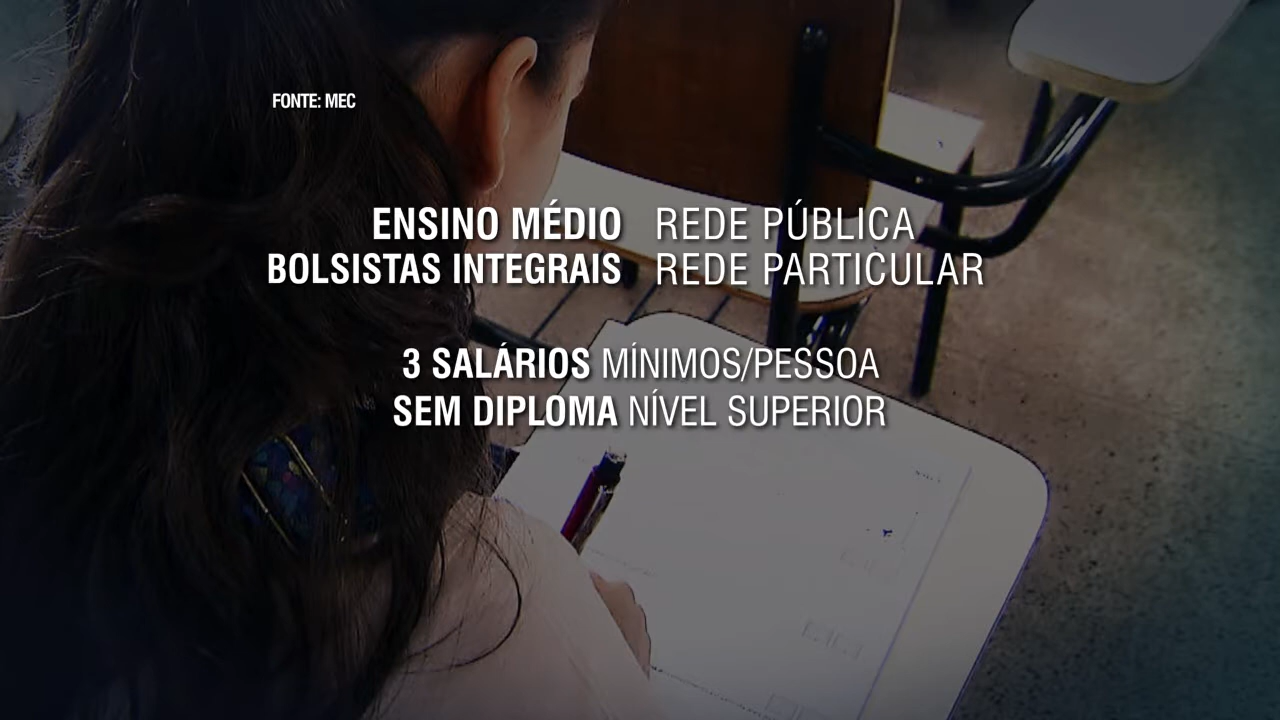 FONTE: MEC
ENSINO MÉDIO REDE PÚBLICA
BOLSISTAS INTEGRAIS REDE PARTICULAR
3 SALÁRIOS MÍNIMOS/PESSOA
SEM DIPLOMA NÍVEL SUPERIOR